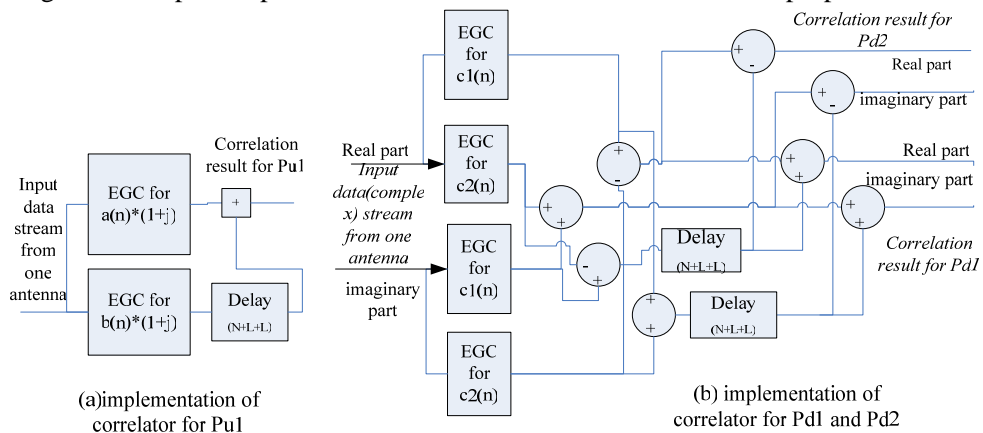 Correlation result for
Pd2
Real part
imaginary part
Real part
imaginary part
Correlation
result for Pd1
EGC
for
c1(n)
EGC
for
c2(n)
EGC
for
c1(n)
EGC
for
c2(n)
Real part
Input
data(comple
x) stream
from one
antenna
imaginary
part
Delay
(N+L+L)
Delay
(N+L+L)
+
-
+
-
+
-
+
+
+
+
-
+
+
+
+
+
+
+
(b) implementation of
correlator for Pd1 and Pd2
Input
data
stream
from
one
antenna
EGC for
a(n)*(1+j)
EGC for
b(n)*(1+j)
Delay
(N+L+L)
Correlation
result for Pu1
+
(a)implementation of
correlator for Pu1